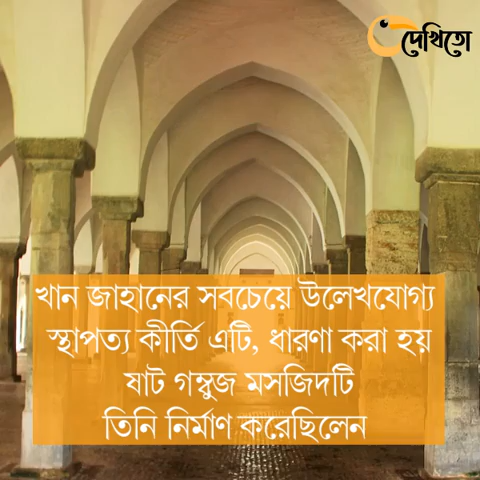 দেখিতো
খান জাহানের সবচেয়ে উলেখযোগ্য
স্থাপত্য কীর্তি এটি, ধারণা করা হয়
ষাট গম্বুজ মসজিদটি
তিনি নির্মাণ করেছিলেন